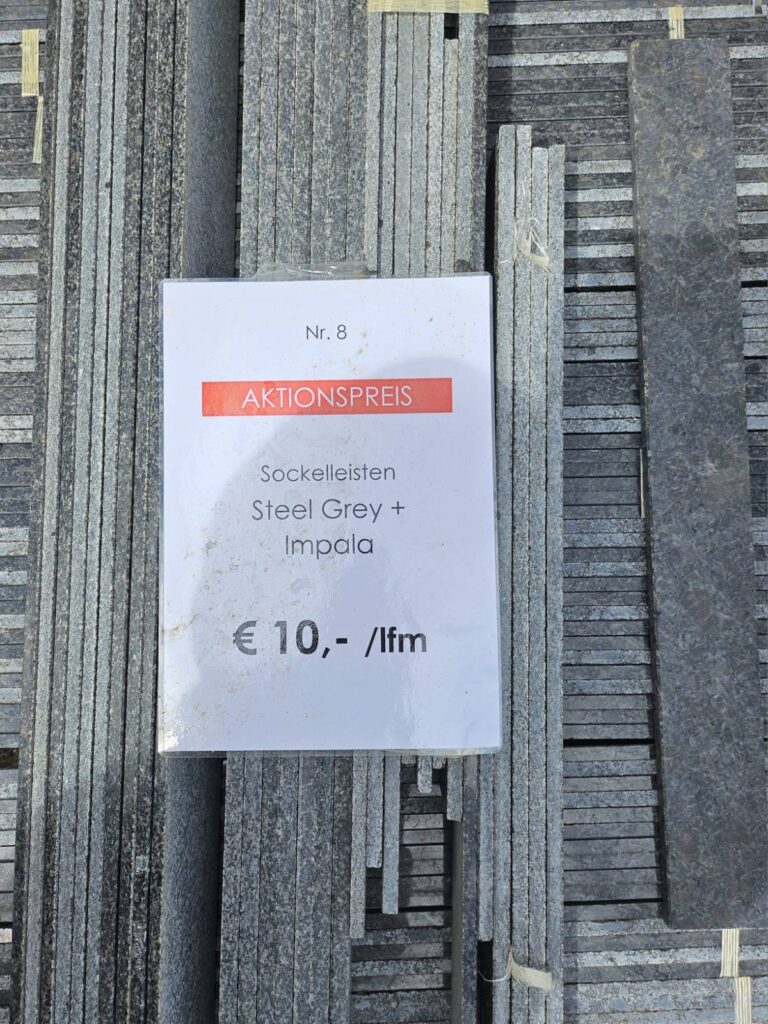 Nr. 8
AKTIONSPREIS
Sockelleisten
Steel Grey +
Impala
€ 10,- /lfm